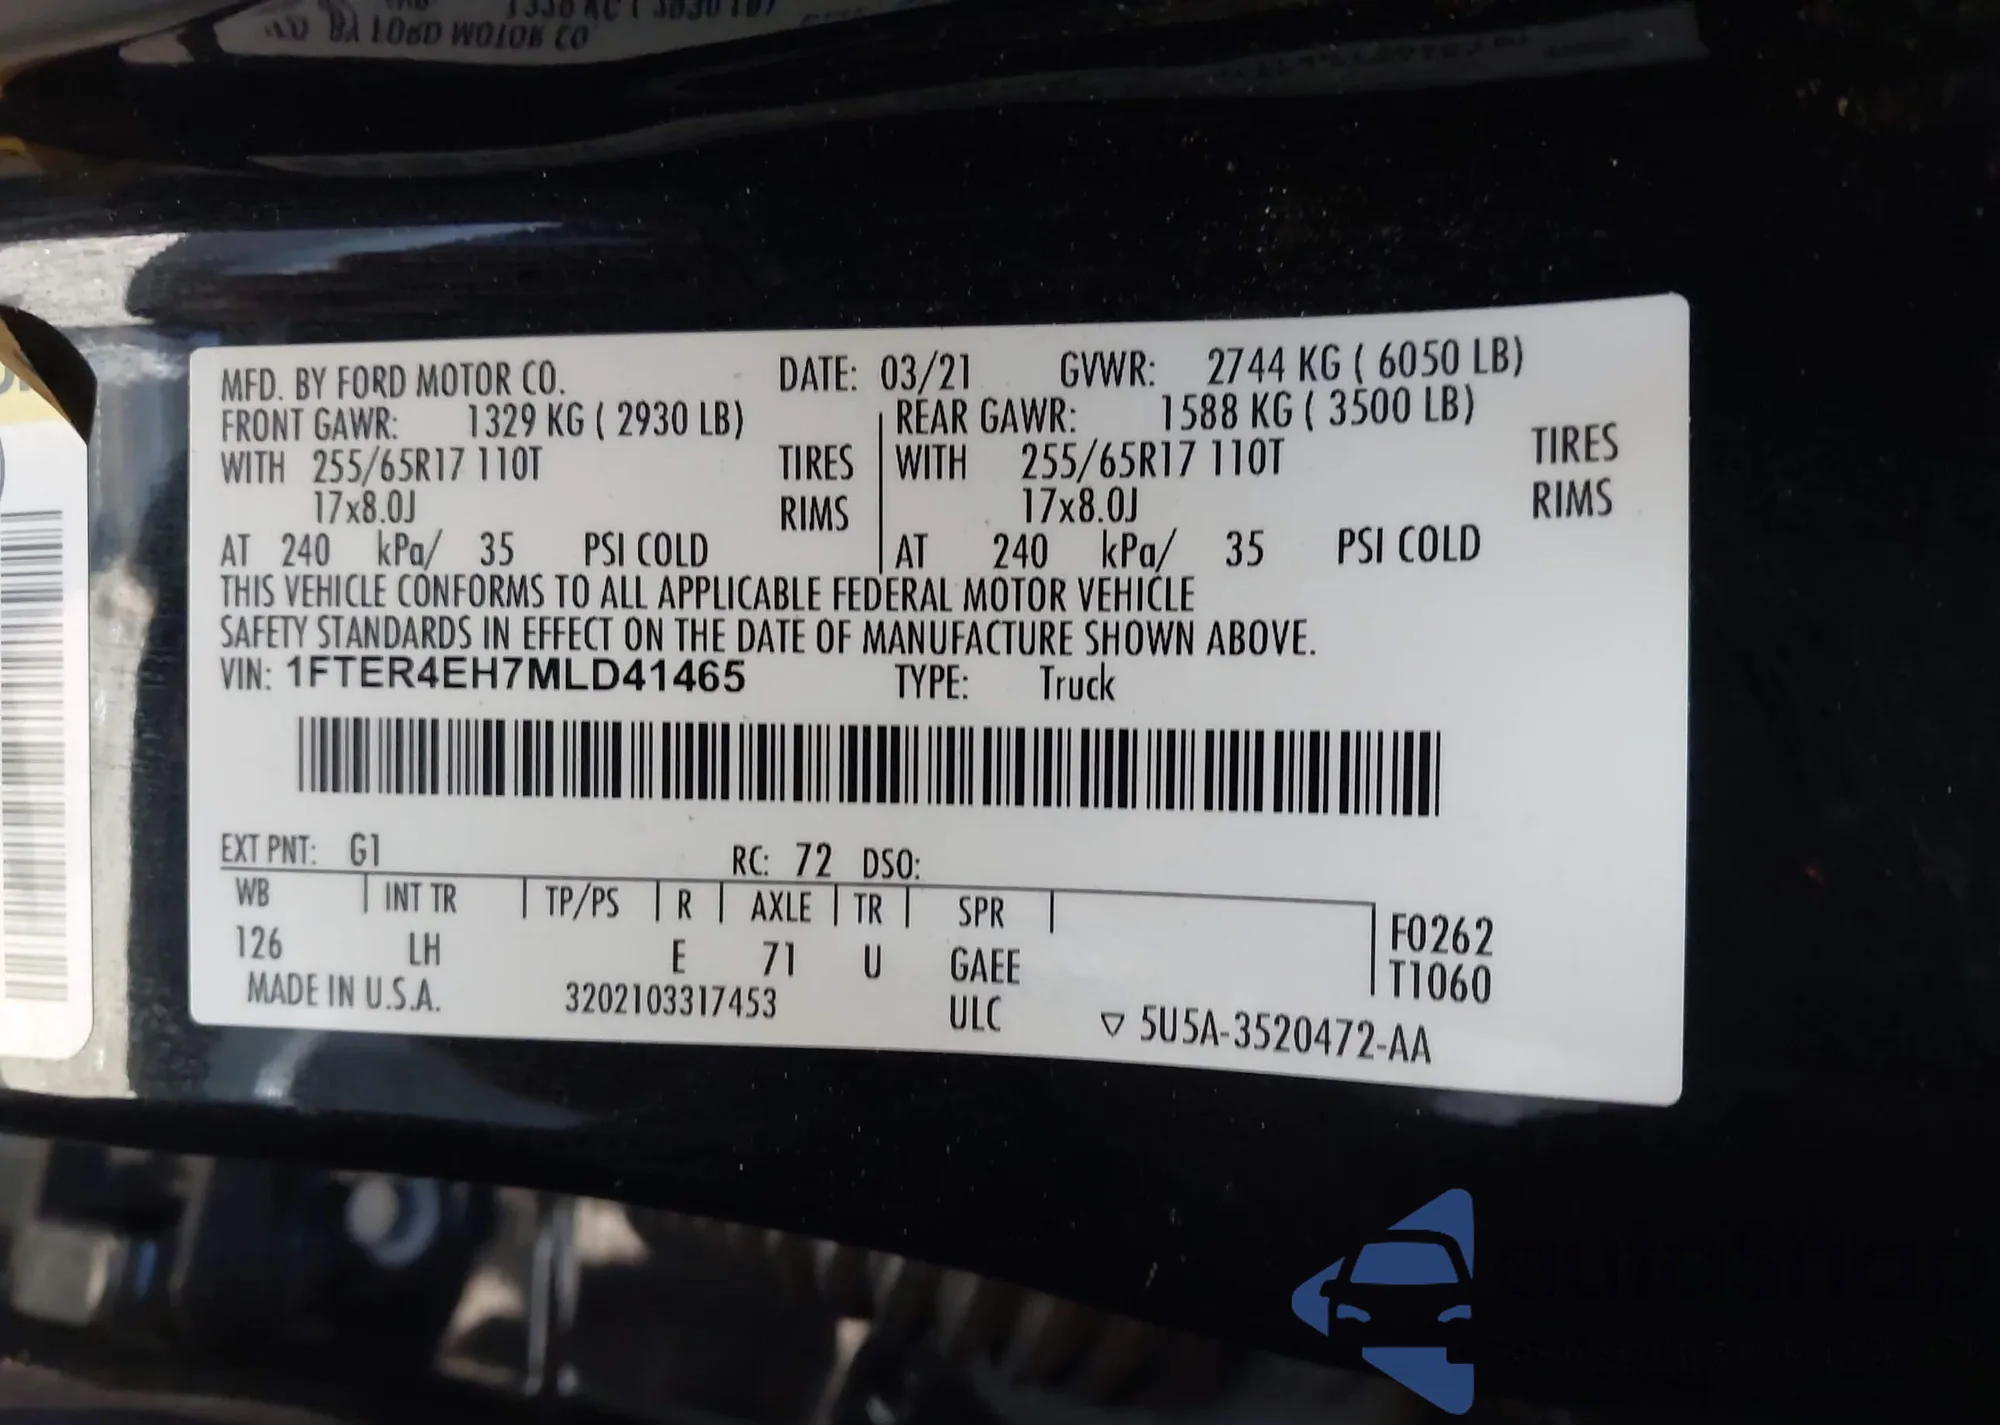 MFD. BY FORD MOTOR CO. DATE: 03/21 GVWR: 2744 KG ( 6050 LB)
FRONT GAWR: 1329 KG ( 2930 LB) REAR GAWR: 1588 KG ( 3500 LB)
WITH 255/65R17 110T TIRES WITH 255/65R17 110T TIRES
17x8.0J RIMS 17x8.0J RIMS
AT 240 kPa/ 35 PSI COLD AT 240 kPa/ 35 PSI COLD
THIS VEHICLE CONFORMS TO ALL APPLICABLE FEDERAL MOTOR VEHICLE
SAFETY STANDARDS IN EFFECT ON THE DATE OF MANUFACTURE SHOWN ABOVE.
VIN: 1FTER4EH7MLD41465 TYPE: Truck
EXT PNT: G1 RC: 72 DSO:
WB INT TR TP/PS R AXLE TR SPR F0262
126 LH E 71 U GAEE T1060
MADE IN U.S.A. 3202103317453 ULC ▽ 5U5A-3520472-AA